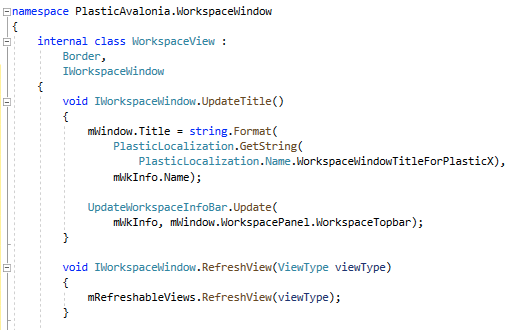 namespace PlasticAvalonia.WorkspaceWindow
{
    internal class WorkspaceView :
        Border,
        IWorkspaceWindow
    {
        void IWorkspaceWindow.UpdateTitle()
        {
            mWindow.Title = string.Format(
                PlasticLocalization.GetString(
                    PlasticLocalization.Name.WorkspaceWindowTitleForPlasticX),
                mWkInfo.Name);

            UpdateWorkspaceInfoBar.Update(
                mWkInfo, mWindow.WorkspacePanel.WorkspaceTopbar);
        }

        void IWorkspaceWindow.RefreshView(ViewType viewType)
        {
            mRefreshableViews.RefreshView(viewType);
        }